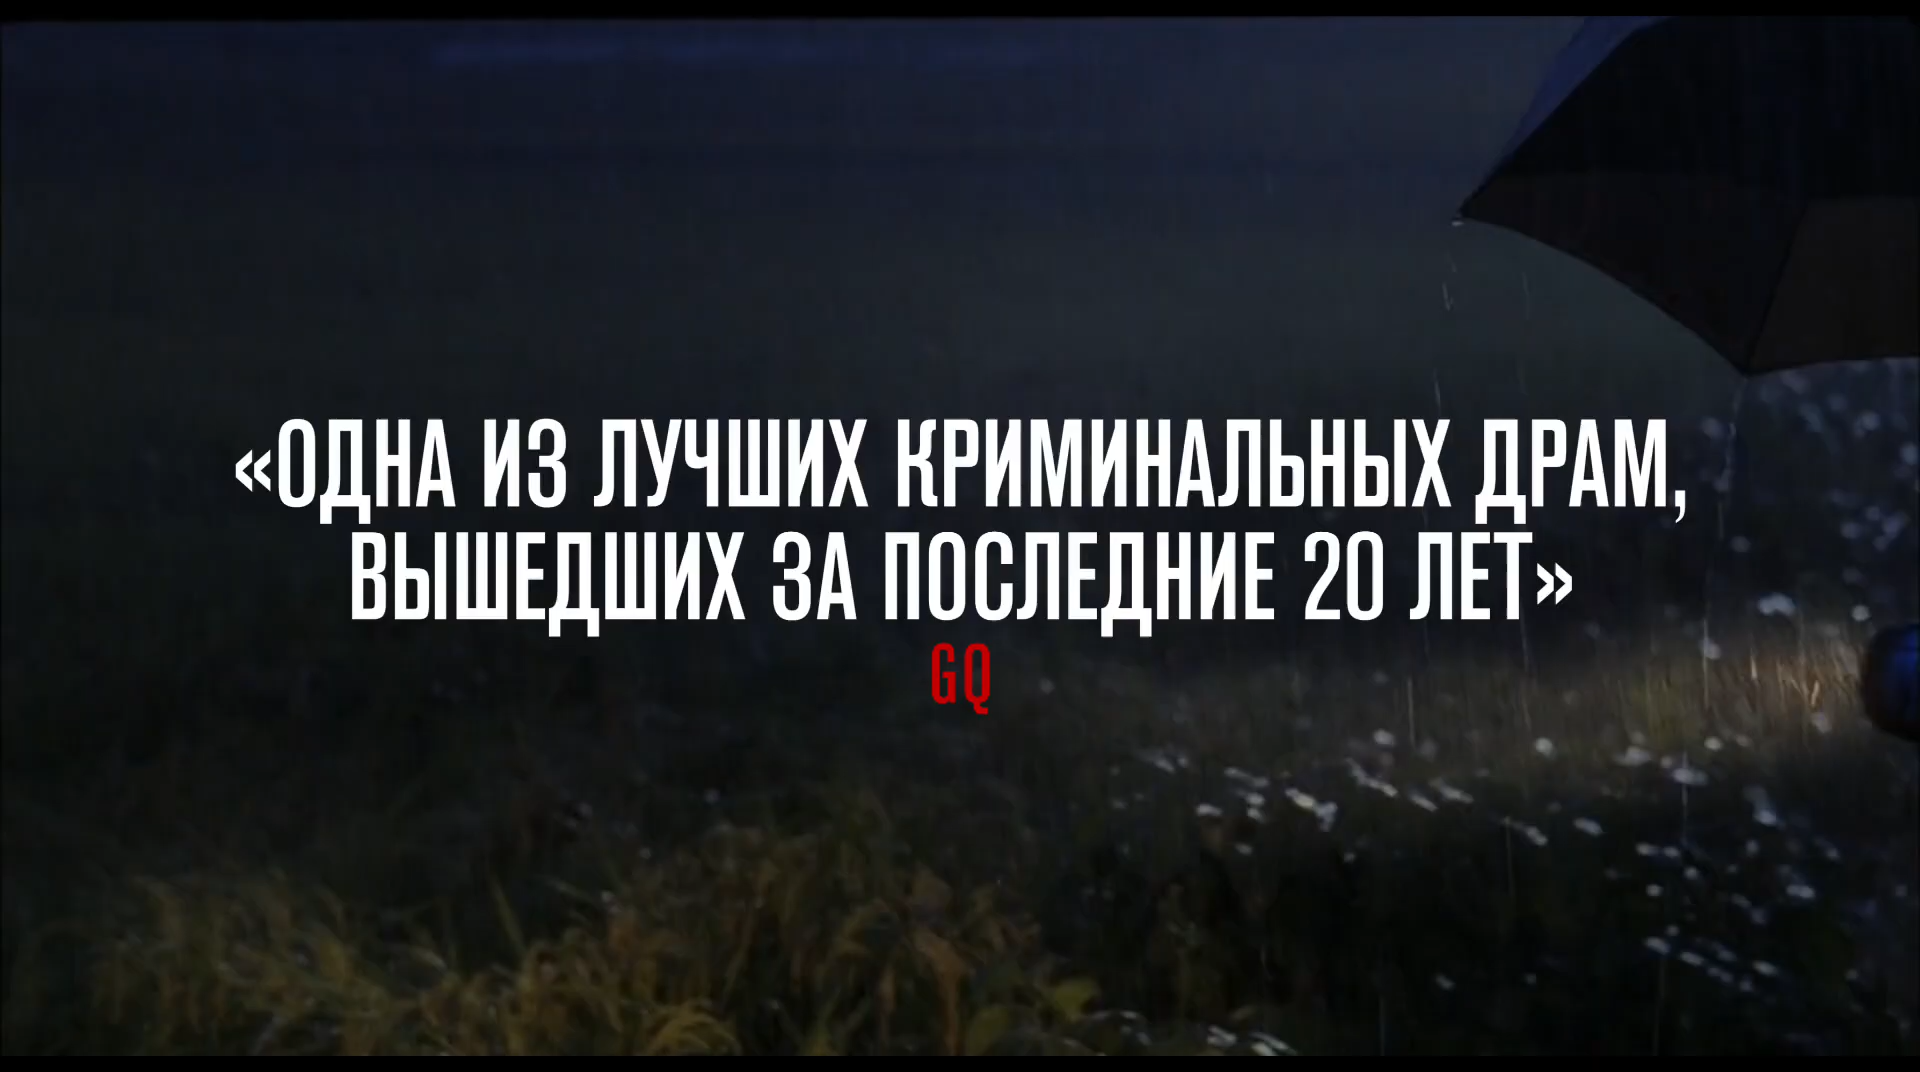 «ОДНА ИЗ ЛУЧШИХ КРИМИНАЛЬНЫХ ДРАМ,
ВЫШЕДШИХ ЗА ПОСЛЕДНИЕ 20 ЛЕТ»
GQ